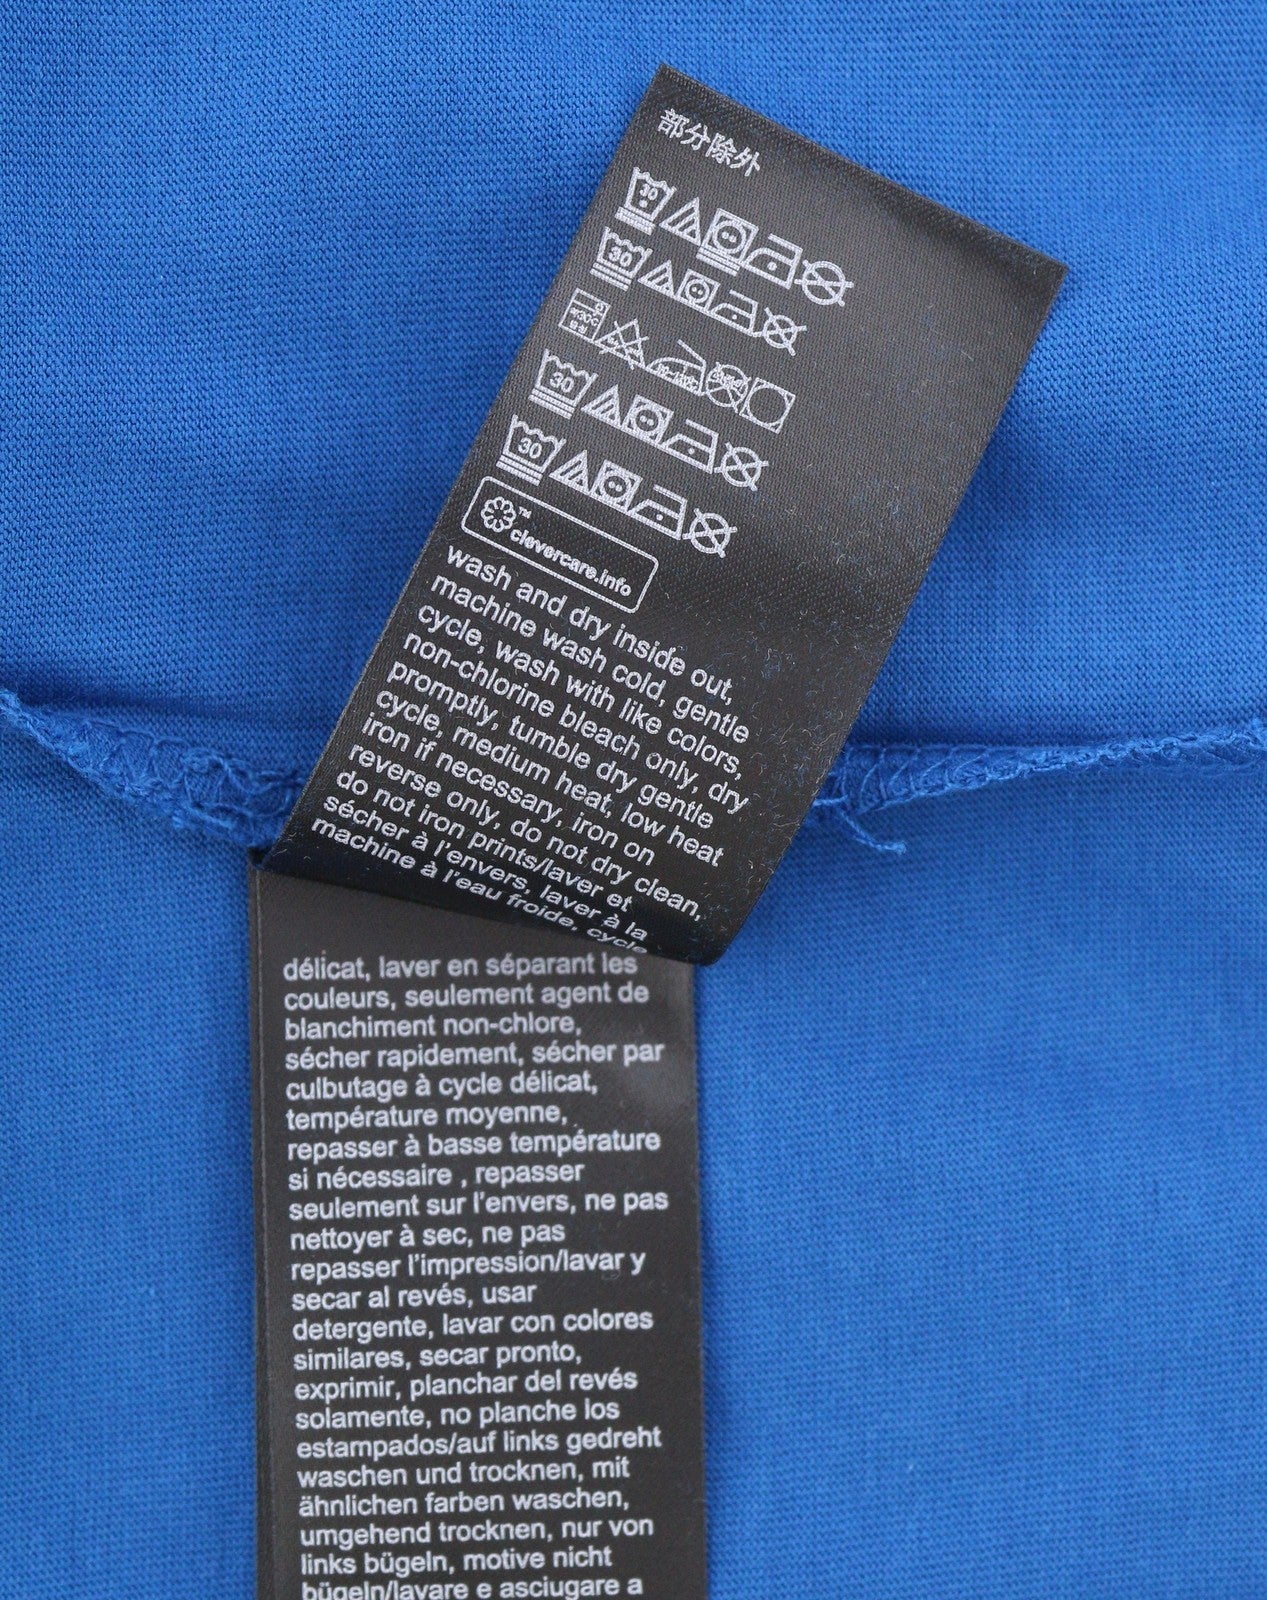 部分除外
30
30
30
30
™
clevercare.info
wash and dry inside out,
machine wash cold, gentle
cycle, wash with like colors,
non-chlorine bleach only, dry
promptly, tumble dry gentle
cycle, medium heat, low heat
iron if necessary, iron on
reverse only, do not dry clean,
do not iron prints/laver et
sécher à l'envers, laver à la
machine à l'eau froide, cycle
délicat, laver en séparant les
couleurs, seulement agent de
blanchiment non-chlore,
sécher rapidement, sécher par
culbutage à cycle délicat,
température moyenne,
repasser à basse température
si nécessaire , repasser
seulement sur l'envers, ne pas
nettoyer à sec, ne pas
repasser l'impression/lavar y
secar al revés, usar
detergente, lavar con colores
similares, secar pronto,
exprimir, planchar del revés
solamente, no planche los
estampados/auf links gedreht
waschen und trocknen, mit
ähnlichen farben waschen,
umgehend trocknen, nur von
links bügeln, motive nicht
bügeln/lavare e asciugare a